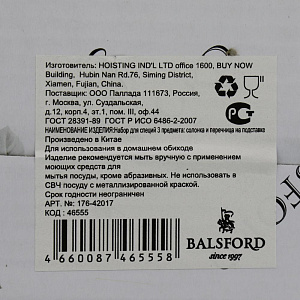 Изготовитель: HOISTING IND'L LTD office 1600, BUY NOW
Building, Hubin Nan Rd.76, Siming District,
Xiamen, Fujian, China.
Поставщик: ООО Паллада 111673, Россия,
г. Москва, ул. Суздальская,
д.12, корп.4, эт.1, пом. III, оф.44
ГОСТ 28391-89 ГОСТ Р ИСО 6486-2-2007
НАИМЕНОВАНИЕ ИЗДЕЛИЯ:Набор для специй 3 предмета: солонка и перечница на подставке
Произведено в Китае
Для использования в домашнем обиходе
Изделие рекомендуется мыть вручную с применением
моющих средств для
мытья посуды, кроме абразивных. Не использовать в
СВЧ посуду с металлизированной краской.
Срок годности неограничен
АРТ. : 176-42017
КОД : 46555
BALSFORD
since 1997
4 660087 465558